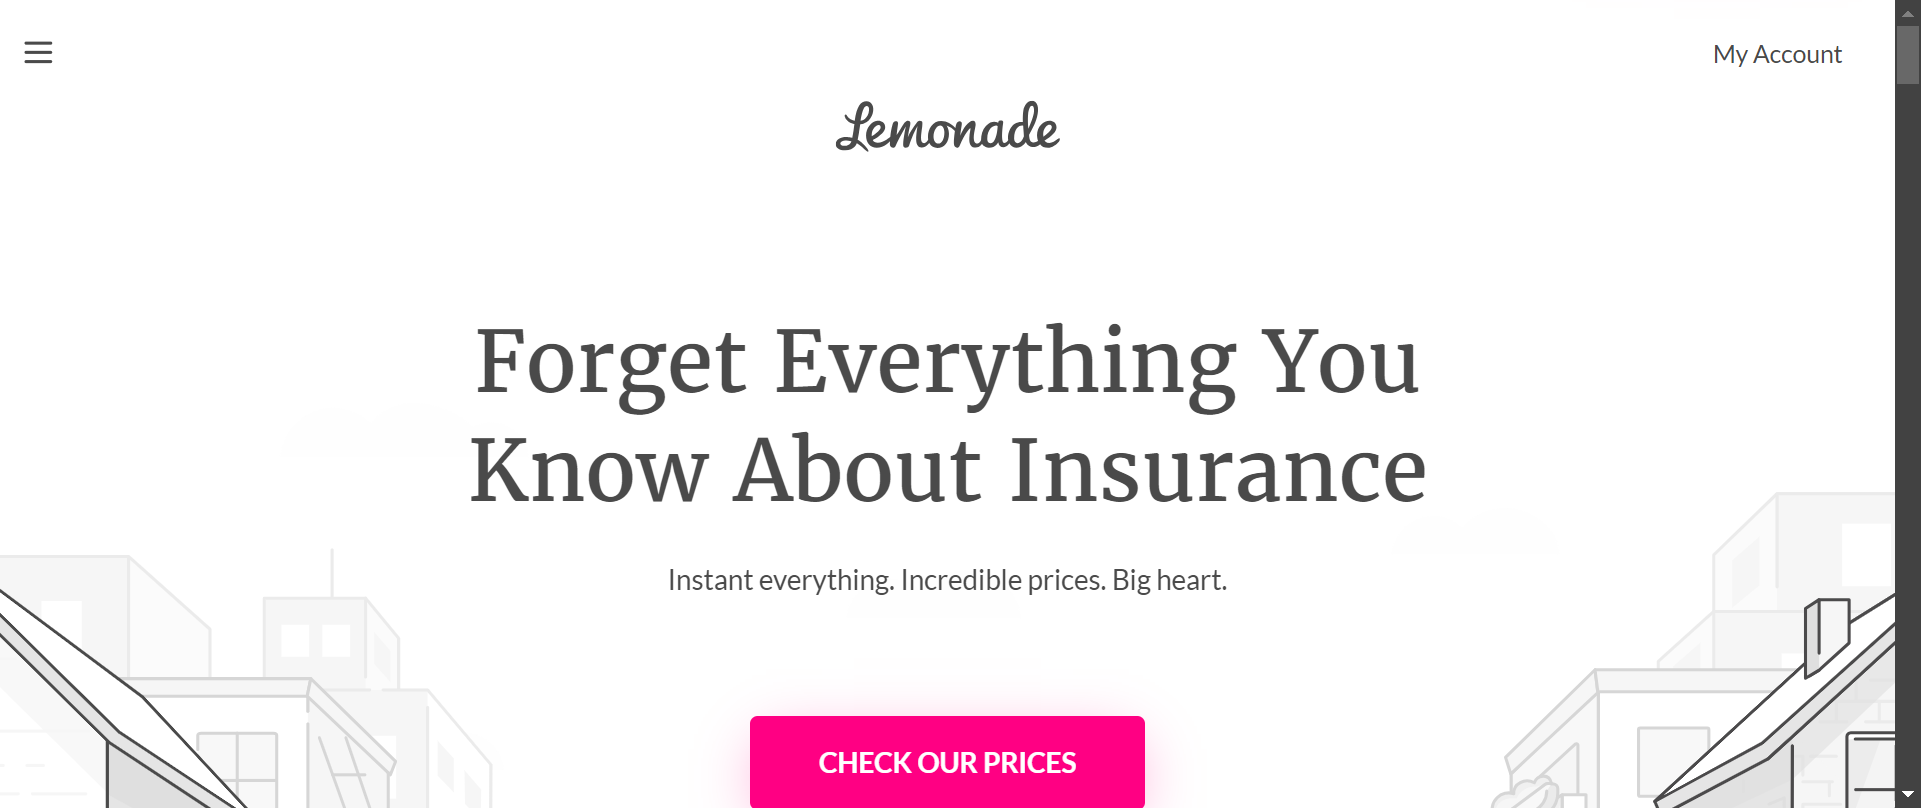 My Account
Lemonade
Forget Everything You
Know About Insurance
Instant everything. Incredible prices. Big heart.
CHECK OUR PRICES